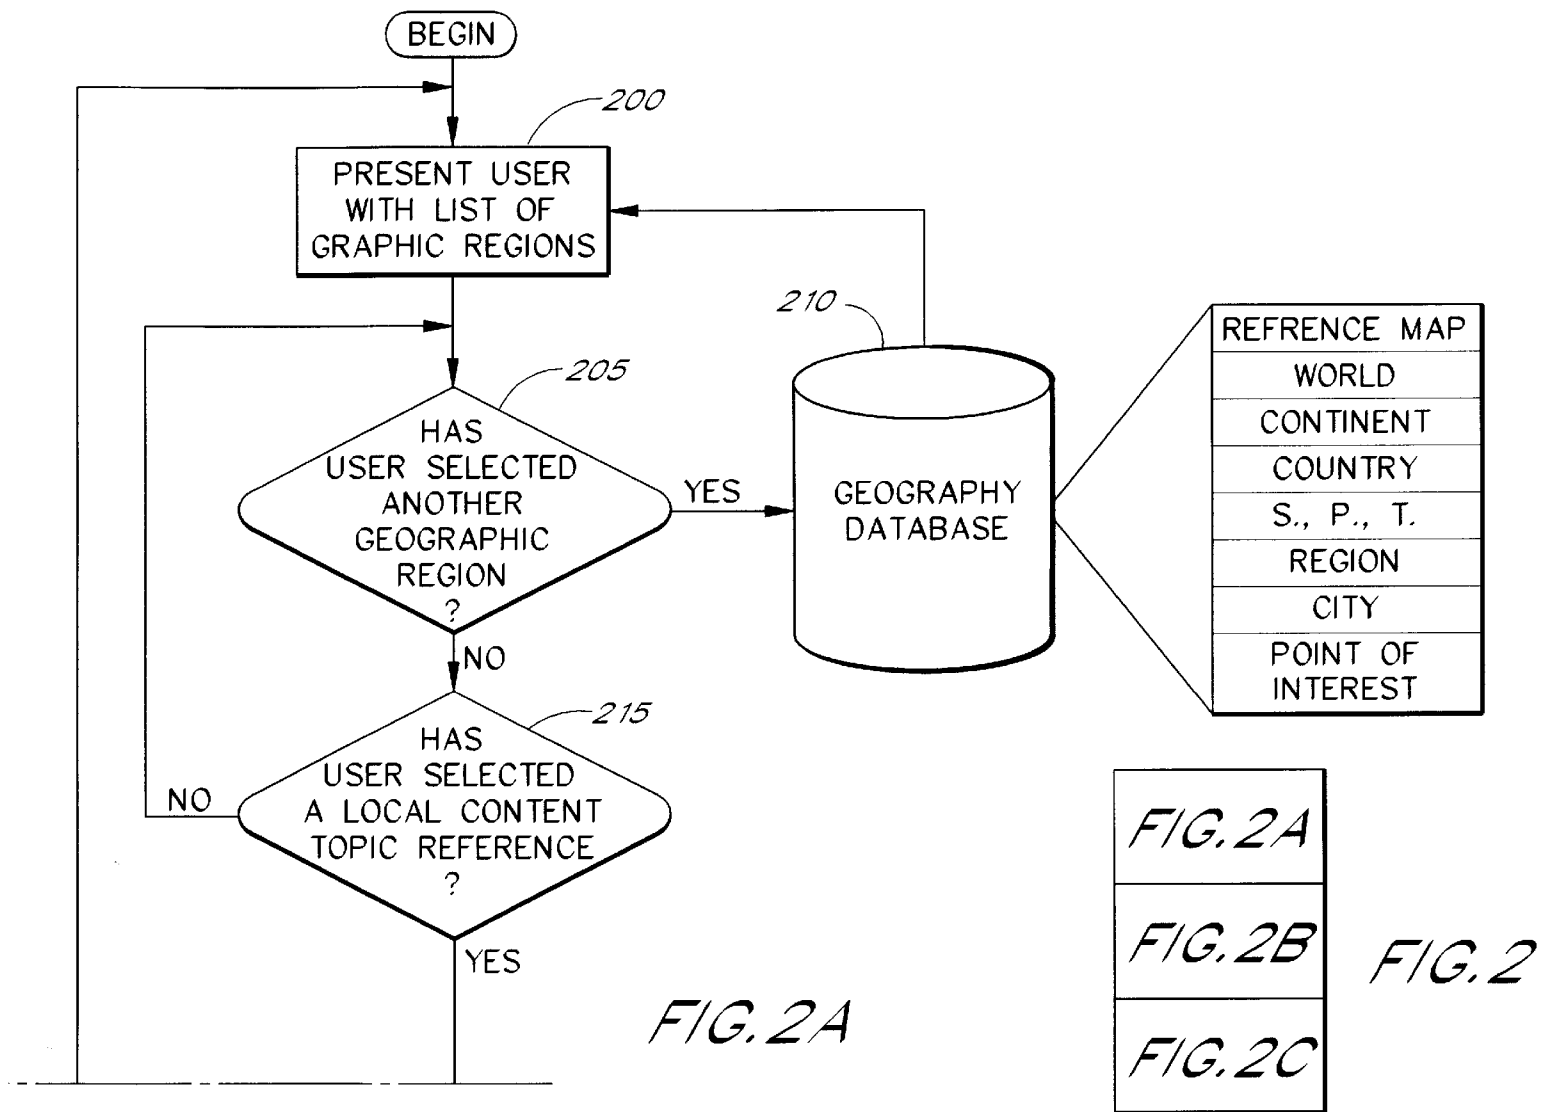 BEGIN
200
PRESENT USER
WITH LIST OF
GRAPHIC REGIONS
205
HAS
USER SELECTED
ANOTHER
GEOGRAPHIC
REGION
?
YES
NO
210
GEOGRAPHY
DATABASE
REFRENCE MAP
WORLD
CONTINENT
COUNTRY
S., P., T.
REGION
CITY
POINT OF
INTEREST
215
HAS
USER SELECTED
A LOCAL CONTENT
TOPIC REFERENCE
?
NO
YES
FIG.2A
FIG.2A
FIG.2B
FIG.2C
FIG.2